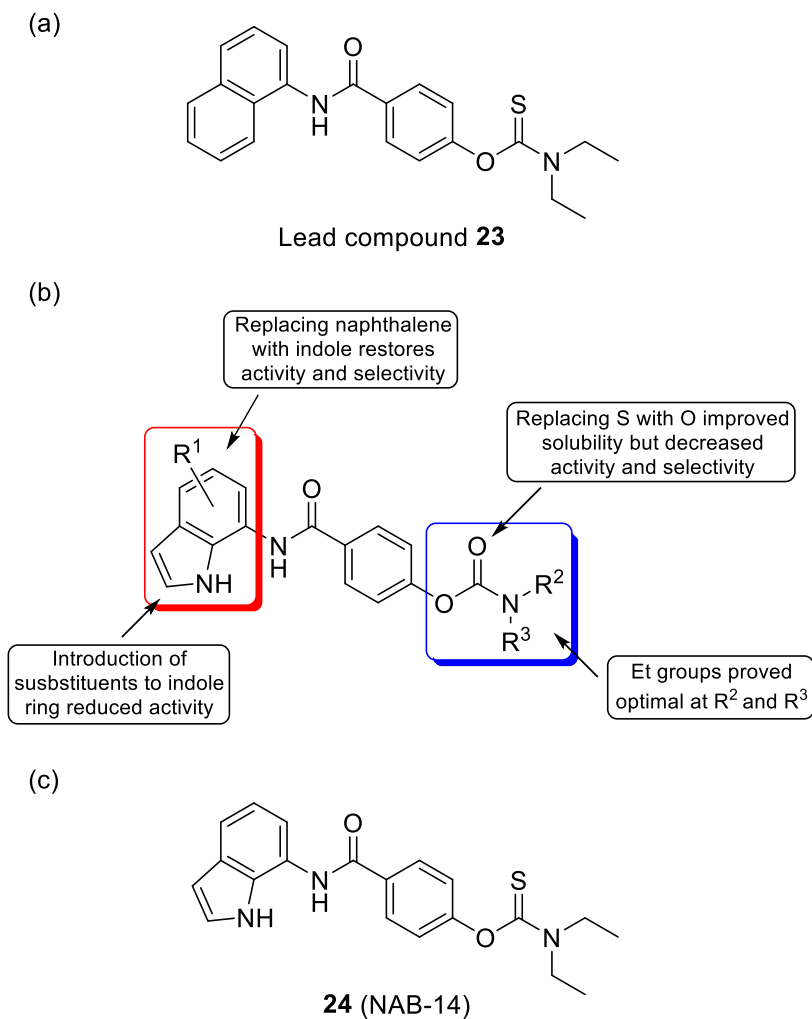 (a)
O
N
H
S
O
N
Lead compound 23
(b)
Replacing naphthalene
with indole restores
activity and selectivity
Replacing S with O improved
solubility but decreased
activity and selectivity
R¹
O
N
H
NH
O
O
N
R²
R³
Introduction of
susbstituents to indole
ring reduced activity
Et groups proved
optimal at R² and R³
(c)
O
N
H
NH
S
O
N
24 (NAB-14)